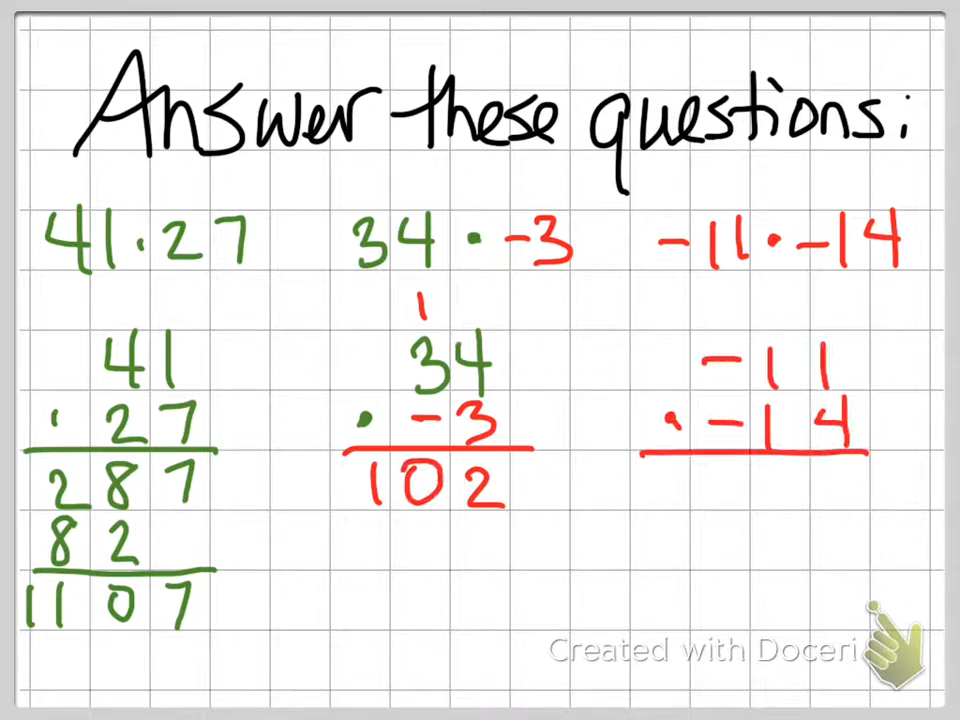 Answer these questions:
41 · 27 34 · -3 -11 · -14
1
41 34 -11
· 27 · -3 · -14
287 102
82
1107
Created with Doceri